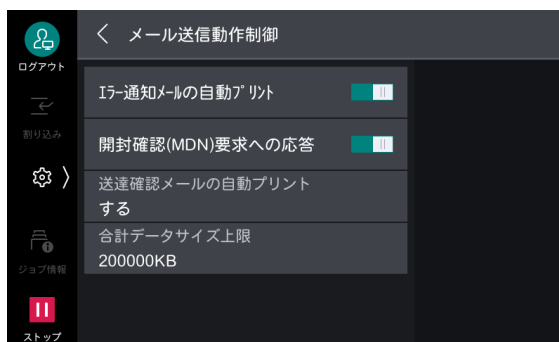 メール送信動作制御
ログアウト
エラー通知メールの自動プリント
割り込み
開封確認(MDN)要求への応答
送達確認メールの自動プリント
する
合計データサイズ上限
200000KB
ジョブ情報
ストップ